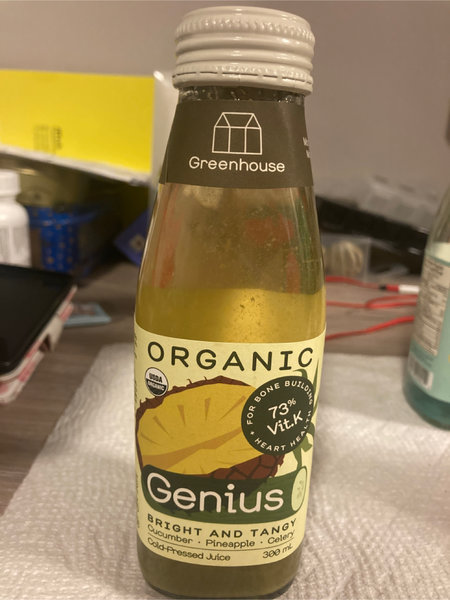 Greenhouse
ORGANIC
USDA
ORGANIC
FOR BONE BUILDING
73%
Vit.K
+ HEART HEALTH
Genius
BRIGHT AND TANGY
Cucumber · Pineapple · Celery
Cold-Pressed Juice
300 mL